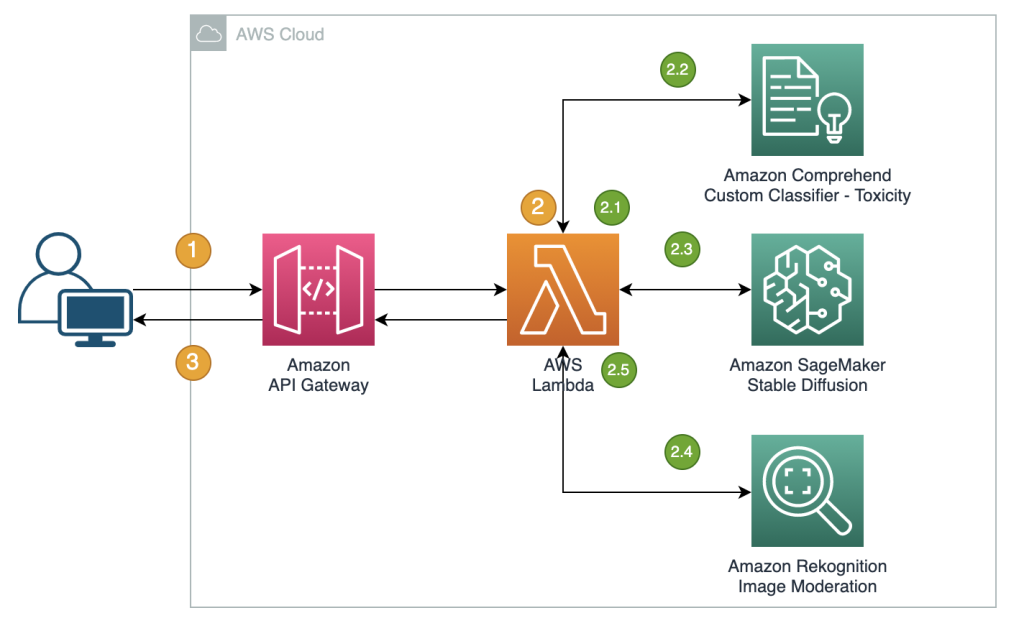 AWS Cloud
2.2
Amazon Comprehend
Custom Classifier - Toxicity
2
2.1
1
2.3
</>
3
Amazon
API Gateway
AWS
Lambda
2.5
Amazon SageMaker
Stable Diffusion
2.4
Amazon Rekognition
Image Moderation